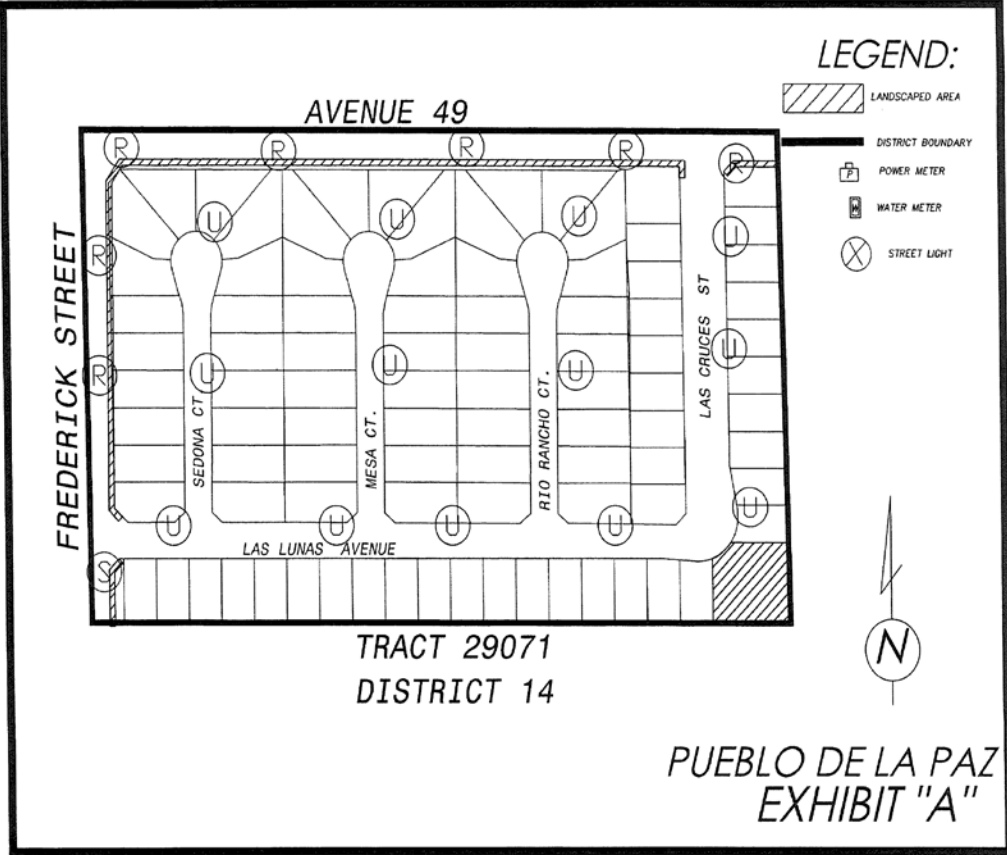 LEGEND:
LANDSCAPED AREA
DISTRICT BOUNDARY
P
POWER METER
W
WATER METER
X
STREET LIGHT
AVENUE 49
R
R
R
R
R
U
U
U
U
R
FREDERICK STREET
LAS CRUCES ST
R
U
U
U
U
SEDONA CT
MESA CT.
RIO RANCHO CT.
U
U
U
U
U
LAS LUNAS AVENUE
S
TRACT 29071
DISTRICT 14
N
PUEBLO DE LA PAZ
EXHIBIT "A"